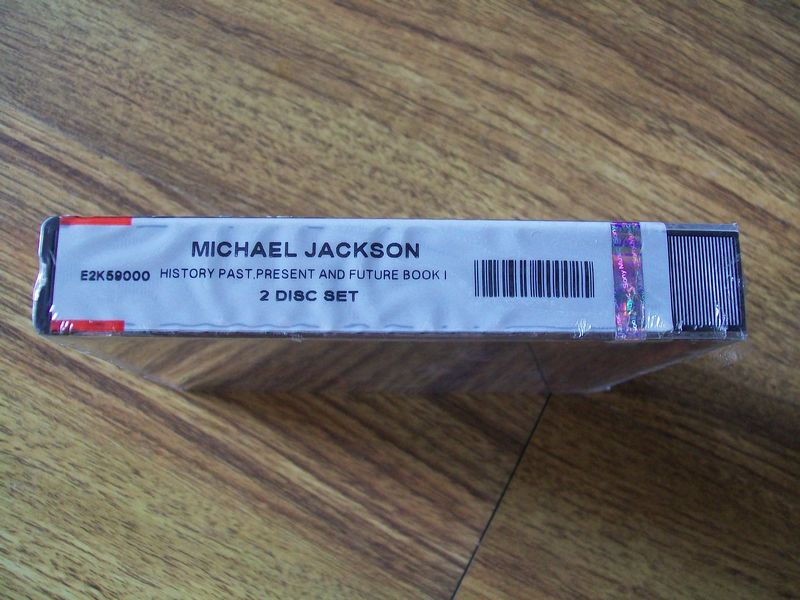 MICHAEL JACKSON
E2K59000 HISTORY PAST.PRESENT AND FUTURE BOOK I
2 DISC SET